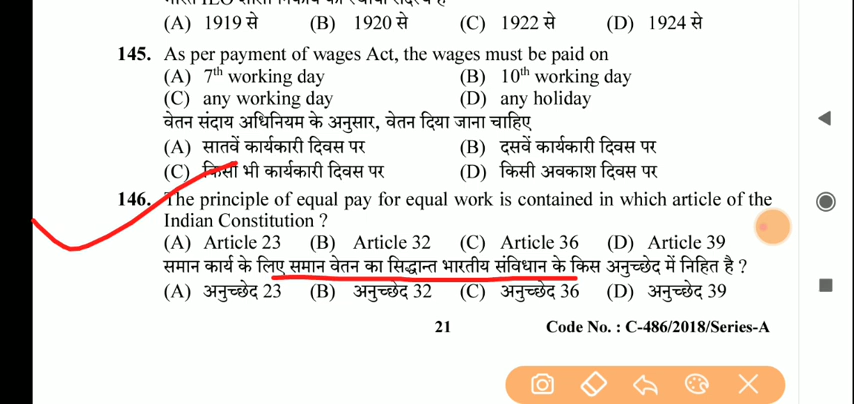 (A) 1919 से (B) 1920 से (C) 1922 से (D) 1924 से
145. As per payment of wages Act, the wages must be paid on
(A) 7th working day (B) 10th working day
(C) any working day (D) any holiday
वेतन संदाय अधिनियम के अनुसार, वेतन दिया जाना चाहिए
(A) सातवें कार्यकारी दिवस पर (B) दसवें कार्यकारी दिवस पर
(C) किसी भी कार्यकारी दिवस पर (D) किसी अवकाश दिवस पर
146. The principle of equal pay for equal work is contained in which article of the
Indian Constitution ?
(A) Article 23 (B) Article 32 (C) Article 36 (D) Article 39
समान कार्य के लिए समान वेतन का सिद्धान्त भारतीय संविधान के किस अनुच्छेद में निहित है ?
(A) अनुच्छेद 23 (B) अनुच्छेद 32 (C) अनुच्छेद 36 (D) अनुच्छेद 39
21 Code No. : C-486/2018/Series-A